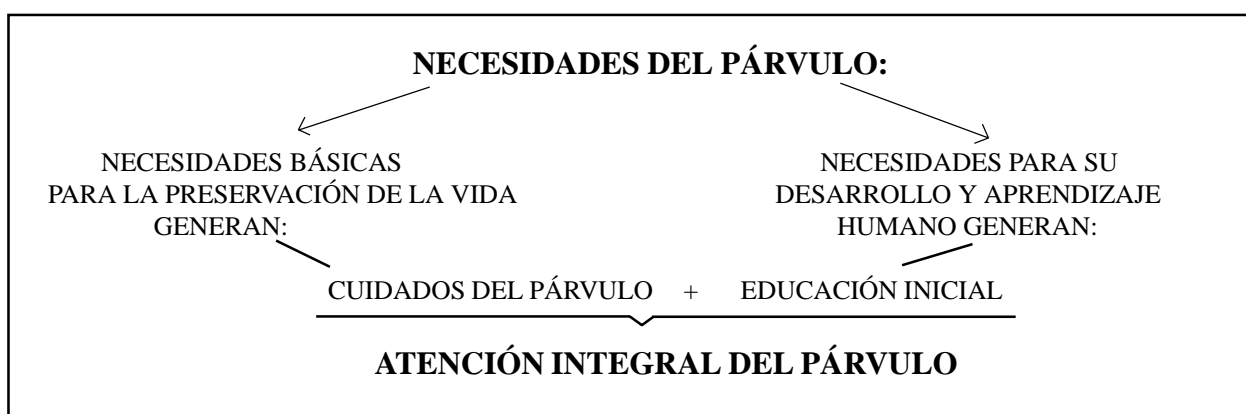 NECESIDADES DEL PÁRVULO:
NECESIDADES BÁSICAS
PARA LA PRESERVACIÓN DE LA VIDA
GENERAN:
NECESIDADES PARA SU
DESARROLLO Y APRENDIZAJE
HUMANO GENERAN:
CUIDADOS DEL PÁRVULO + EDUCACIÓN INICIAL
ATENCIÓN INTEGRAL DEL PÁRVULO